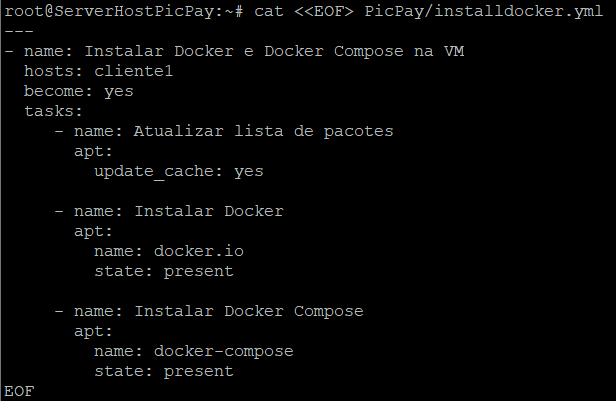 root@ServerHostPicPay:~# cat <<EOF> PicPay/installdocker.yml
---
- name: Instalar Docker e Docker Compose na VM
  hosts: cliente1
  become: yes
  tasks:
     - name: Atualizar lista de pacotes
       apt:
         update_cache: yes

     - name: Instalar Docker
       apt:
         name: docker.io
         state: present

     - name: Instalar Docker Compose
       apt:
         name: docker-compose
         state: present
EOF